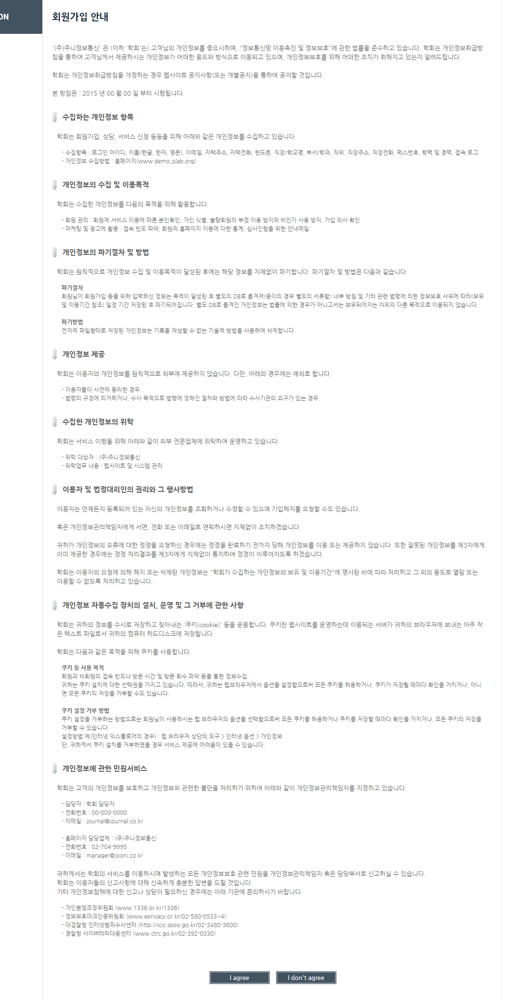 ON
회원가입 안내
'(주)주니정보통신' 은 (이하 '학회'는) 고객님의 개인정보를 중요시하며, "정보통신망 이용촉진 및 정보보호"에 관한 법률을 준수하고 있습니다. 학회는 개인정보취급방
침을 통하여 고객님께서 제공하시는 개인정보가 어떠한 용도와 방식으로 이용되고 있으며, 개인정보보호를 위해 어떠한 조치가 취해지고 있는지 알려드립니다.
학회는 개인정보취급방침을 개정하는 경우 웹사이트 공지사항(또는 개별공지)을 통하여 공지할 것입니다.
본 방침은 : 2015 년 00 월 00 일 부터 시행됩니다.
수집하는 개인정보 항목
학회는 회원가입, 상담, 서비스 신청 등등을 위해 아래와 같은 개인정보를 수집하고 있습니다.
- 수집항목 : 로그인 아이디, 이름(한글, 한자, 영문), 이메일, 자택주소, 자택전화, 핸드폰, 직장/학교명, 부서/학과, 직위, 직장주소, 직장전화, 팩스번호, 학력 및 경력, 접속 로그
- 개인정보 수집방법 : 홈페이지(www.demo.jslab.org)
개인정보의 수집 및 이용목적
학회는 수집한 개인정보를 다음의 목적을 위해 활용합니다.
- 회원 관리 : 회원제 서비스 이용에 따른 본인확인, 개인 식별, 불량회원의 부정 이용 방지와 비인가 사용 방지, 가입 의사 확인
- 마케팅 및 광고에 활용 : 접속 빈도 파악, 회원의 홈페이지 이용에 대한 통계, 심사진행을 위한 안내메일
개인정보의 파기절차 및 방법
학회는 원칙적으로 개인정보 수집 및 이용목적이 달성된 후에는 해당 정보를 지체없이 파기합니다. 파기절차 및 방법은 다음과 같습니다.
파기절차
회원님이 회원가입 등을 위해 입력하신 정보는 목적이 달성된 후 별도의 DB로 옮겨져(종이의 경우 별도의 서류함) 내부 방침 및 기타 관련 법령에 의한 정보보호 사유에 따라(보유
및 이용기간 참조) 일정 기간 저장된 후 파기되어집니다. 별도 DB로 옮겨진 개인정보는 법률에 의한 경우가 아니고서는 보유되어지는 이외의 다른 목적으로 이용되지 않습니다.
파기방법
전자적 파일형태로 저장된 개인정보는 기록을 재생할 수 없는 기술적 방법을 사용하여 삭제합니다.
개인정보 제공
학회는 이용자의 개인정보를 원칙적으로 외부에 제공하지 않습니다. 다만, 아래의 경우에는 예외로 합니다.
- 이용자들이 사전에 동의한 경우.
- 법령의 규정에 의거하거나, 수사 목적으로 법령에 정해진 절차와 방법에 따라 수사기관의 요구가 있는 경우.
수집한 개인정보의 위탁
학회는 서비스 이행을 위해 아래와 같이 외부 전문업체에 위탁하여 운영하고 있습니다.
- 위탁 대상자 : (주)주니정보통신
- 위탁업무 내용 : 웹사이트 및 시스템 관리
이용자 및 법정대리인의 권리와 그 행사방법
이용자는 언제든지 등록되어 있는 자신의 개인정보를 조회하거나 수정할 수 있으며 가입해지를 요청할 수도 있습니다.
혹은 개인정보관리책임자에게 서면, 전화 또는 이메일로 연락하시면 지체없이 조치하겠습니다.
귀하가 개인정보의 오류에 대한 정정을 요청하신 경우에는 정정을 완료하기 전까지 당해 개인정보를 이용 또는 제공하지 않습니다. 또한 잘못된 개인정보를 제3자에게
이미 제공한 경우에는 정정 처리결과를 제3자에게 지체없이 통지하여 정정이 이루어지도록 하겠습니다.
학회는 이용자의 요청에 의해 해지 또는 삭제된 개인정보는 "학회가 수집하는 개인정보의 보유 및 이용기간"에 명시된 바에 따라 처리하고 그 외의 용도로 열람 또는
이용할 수 없도록 처리하고 있습니다.
개인정보 자동수집 장치의 설치, 운영 및 그 거부에 관한 사항
학회는 귀하의 정보를 수시로 저장하고 찾아내는 '쿠키(cookie)' 등을 운용합니다. 쿠키란 웹사이트를 운영하는데 이용되는 서버가 귀하의 브라우저에 보내는 아주 작
은 텍스트 파일로서 귀하의 컴퓨터 하드디스크에 저장됩니다.
학회는 다음과 같은 목적을 위해 쿠키를 사용합니다.
쿠키 등 사용 목적
회원과 비회원의 접속 빈도나 방문 시간 및 방문 회수 파악 등을 통한 정보수집.
귀하는 쿠키 설치에 대한 선택권을 가지고 있습니다. 따라서, 귀하는 웹브라우저에서 옵션을 설정함으로써 모든 쿠키를 허용하거나, 쿠키가 저장될 때마다 확인을 거치거나, 아니
면 모든 쿠키의 저장을 거부할 수도 있습니다.
쿠키 설정 거부 방법
쿠키 설정을 거부하는 방법으로는 회원님이 사용하시는 웹 브라우저의 옵션을 선택함으로써 모든 쿠키를 허용하거나 쿠키를 저장할 때마다 확인을 거치거나, 모든 쿠키의 저장을
거부할 수 있습니다.
설정방법 예(인터넷 익스플로어의 경우) : 웹 브라우저 상단의 도구 > 인터넷 옵션 > 개인정보
단, 귀하께서 쿠키 설치를 거부하였을 경우 서비스 제공에 어려움이 있을 수 있습니다.
개인정보에 관한 민원서비스
학회는 고객의 개인정보를 보호하고 개인정보와 관련한 불만을 처리하기 위하여 아래와 같이 개인정보관리책임자를 지정하고 있습니다.
- 담당자 : 학회 담당자
- 전화번호 : 00-000-0000
- 이메일 : journal@journal.co.kr
- 홈페이지 담당업체 : (주)주니정보통신
- 전화번호 : 02-704-9995
- 이메일 : manager@jooni.co.kr
귀하께서는 학회의 서비스를 이용하시며 발생하는 모든 개인정보보호 관련 민원을 개인정보관리책임자 혹은 담당부서로 신고하실 수 있습니다.
학회는 이용자들의 신고사항에 대해 신속하게 충분한 답변을 드릴 것입니다.
기타 개인정보침해에 대한 신고나 상담이 필요하신 경우에는 아래 기관에 문의하시기 바랍니다.
- 개인분쟁조정위원회 (www.1336.or.kr/1336)
- 정보보호마크인증위원회 (www.eprivacy.or.kr/02-580-0533~4)
- 대검찰청 인터넷범죄수사센터 (http://icic.sppo.go.kr/02-3480-3600)
- 경찰청 사이버테러대응센터 (www.ctrc.go.kr/02-392-0330)
I agree
I don't agree